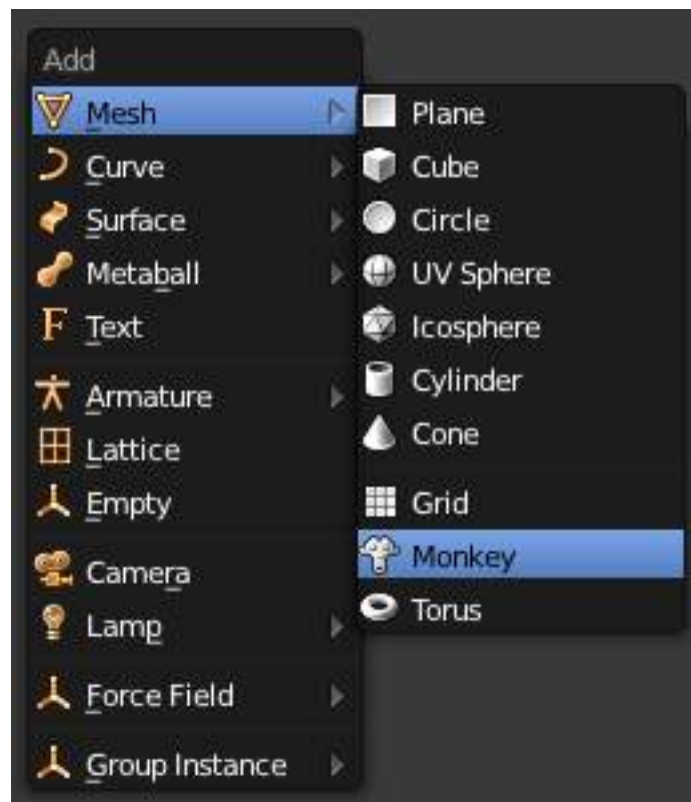 Add
Mesh
Curve
Surface
Metaball
Text
Armature
Lattice
Empty
Camera
Lamp
Force Field
Group Instance
Plane
Cube
Circle
UV Sphere
Icosphere
Cylinder
Cone
Grid
Monkey
Torus